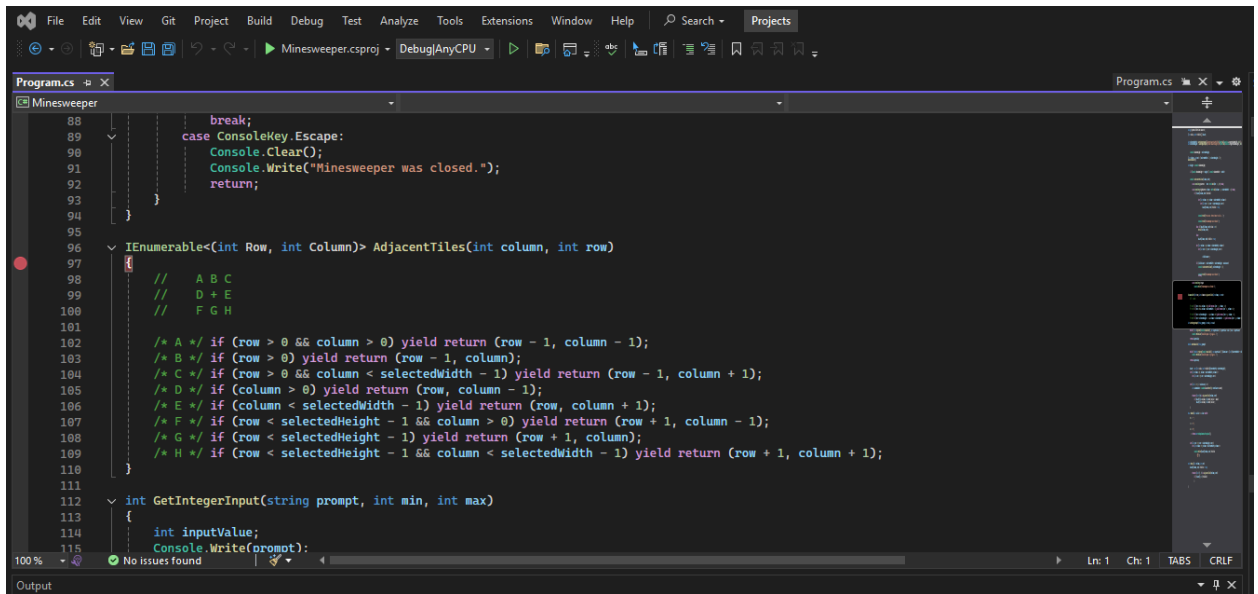 File Edit View Git Project Build Debug Test Analyze Tools Extensions Window Help Search Projects
Minesweeper.csproj Debug|AnyCPU
Program.cs Program.cs
C# Minesweeper
88 break;
89 case ConsoleKey.Escape:
90 Console.Clear();
91 Console.Write("Minesweeper was closed.");
92 return;
93 }
94 }
95
96 IEnumerable<(int Row, int Column)> AdjacentTiles(int column, int row)
97 {
98 // A B C
99 // D + E
100 // F G H
101
102 /* A */ if (row > 0 && column > 0) yield return (row - 1, column - 1);
103 /* B */ if (row > 0) yield return (row - 1, column);
104 /* C */ if (row > 0 && column < selectedWidth - 1) yield return (row - 1, column + 1);
105 /* D */ if (column > 0) yield return (row, column - 1);
106 /* E */ if (column < selectedWidth - 1) yield return (row, column + 1);
107 /* F */ if (row < selectedHeight - 1 && column > 0) yield return (row + 1, column - 1);
108 /* G */ if (row < selectedHeight - 1) yield return (row + 1, column);
109 /* H */ if (row < selectedHeight - 1 && column < selectedWidth - 1) yield return (row + 1, column + 1);
110 }
111
112 int GetIntegerInput(string prompt, int min, int max)
113 {
114 int inputValue;
115 Console.Write(prompt);
100 % No issues found Ln: 1 Ch: 1 TABS CRLF
Output